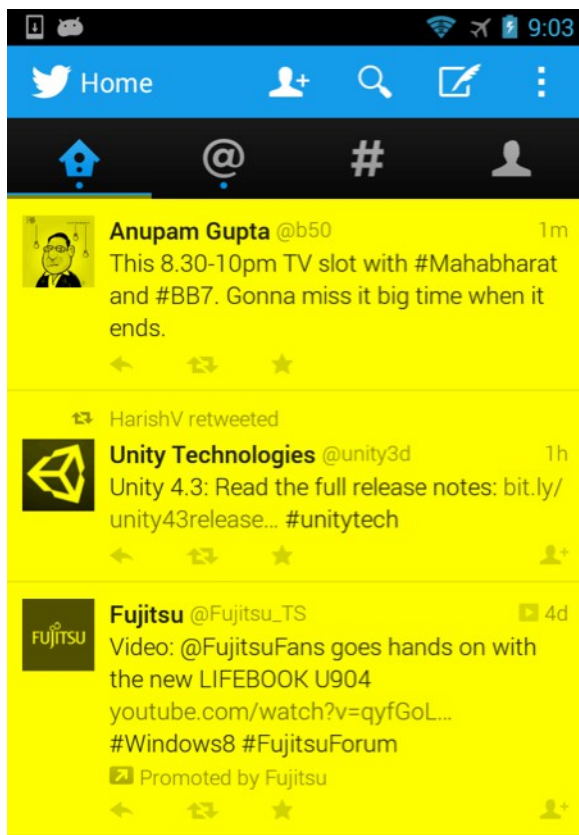 9:03
Home
@ #
Anupam Gupta @b50 1m
This 8.30-10pm TV slot with #Mahabharat
and #BB7. Gonna miss it big time when it
ends.
HarishV retweeted
Unity Technologies @unity3d 1h
Unity 4.3: Read the full release notes: bit.ly/
unity43release... #unitytech
FUJITSU
Fujitsu @Fujitsu_TS 4d
Video: @FujitsuFans goes hands on with
the new LIFEBOOK U904
youtube.com/watch?v=qyfGoL...
#Windows8 #FujitsuForum
Promoted by Fujitsu